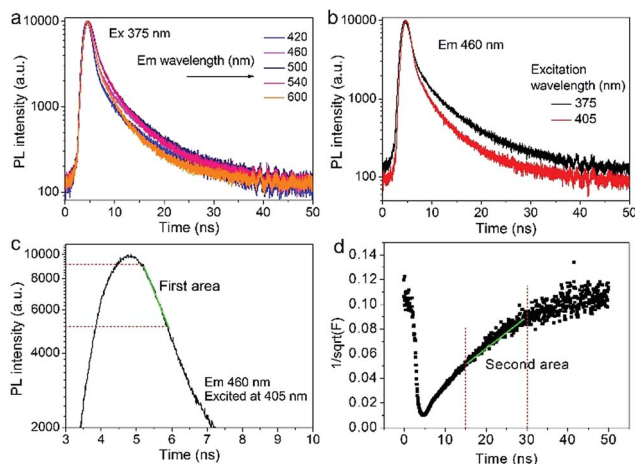 a
Ex 375 nm
Em wavelength (nm)
420
460
500
540
600
PL intensity (a.u.)
10000
1000
100
0 10 20 30 40 50
Time (ns)
b
Em 460 nm
Excitation
wavelength (nm)
375
405
PL intensity (a.u.)
10000
1000
100
0 10 20 30 40 50
Time (ns)
c
First area
Em 460 nm
Excited at 405 nm
PL intensity (a.u.)
10000
8000
6000
4000
2000
3 4 5 6 7 8 9 10
Time (ns)
d
Second area
1/sqrt(F)
0.14
0.12
0.10
0.08
0.06
0.04
0.02
0.00
0 10 20 30 40 50
Time (ns)